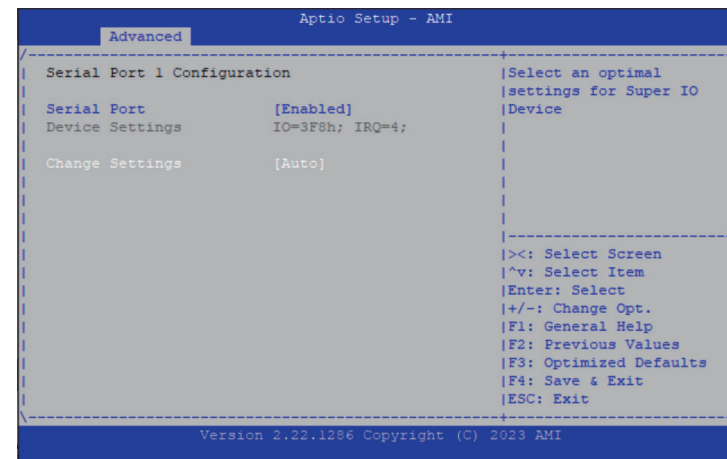 Aptio Setup - AMI
Advanced
/----------------------------------------------------+----------------------
| Serial Port 1 Configuration |Select an optimal
| |settings for Super IO
| Serial Port [Enabled] |Device
| Device Settings IO=3F8h; IRQ=4; |
| |
| Change Settings [Auto] |
| |
| |
| |
| |----------------------
| |><: Select Screen
| |^v: Select Item
| |Enter: Select
| |+/-: Change Opt.
| |F1: General Help
| |F2: Previous Values
| |F3: Optimized Defaults
| |F4: Save & Exit
| |ESC: Exit
\----------------------------------------------------+----------------------
Version 2.22.1286 Copyright (C) 2023 AMI